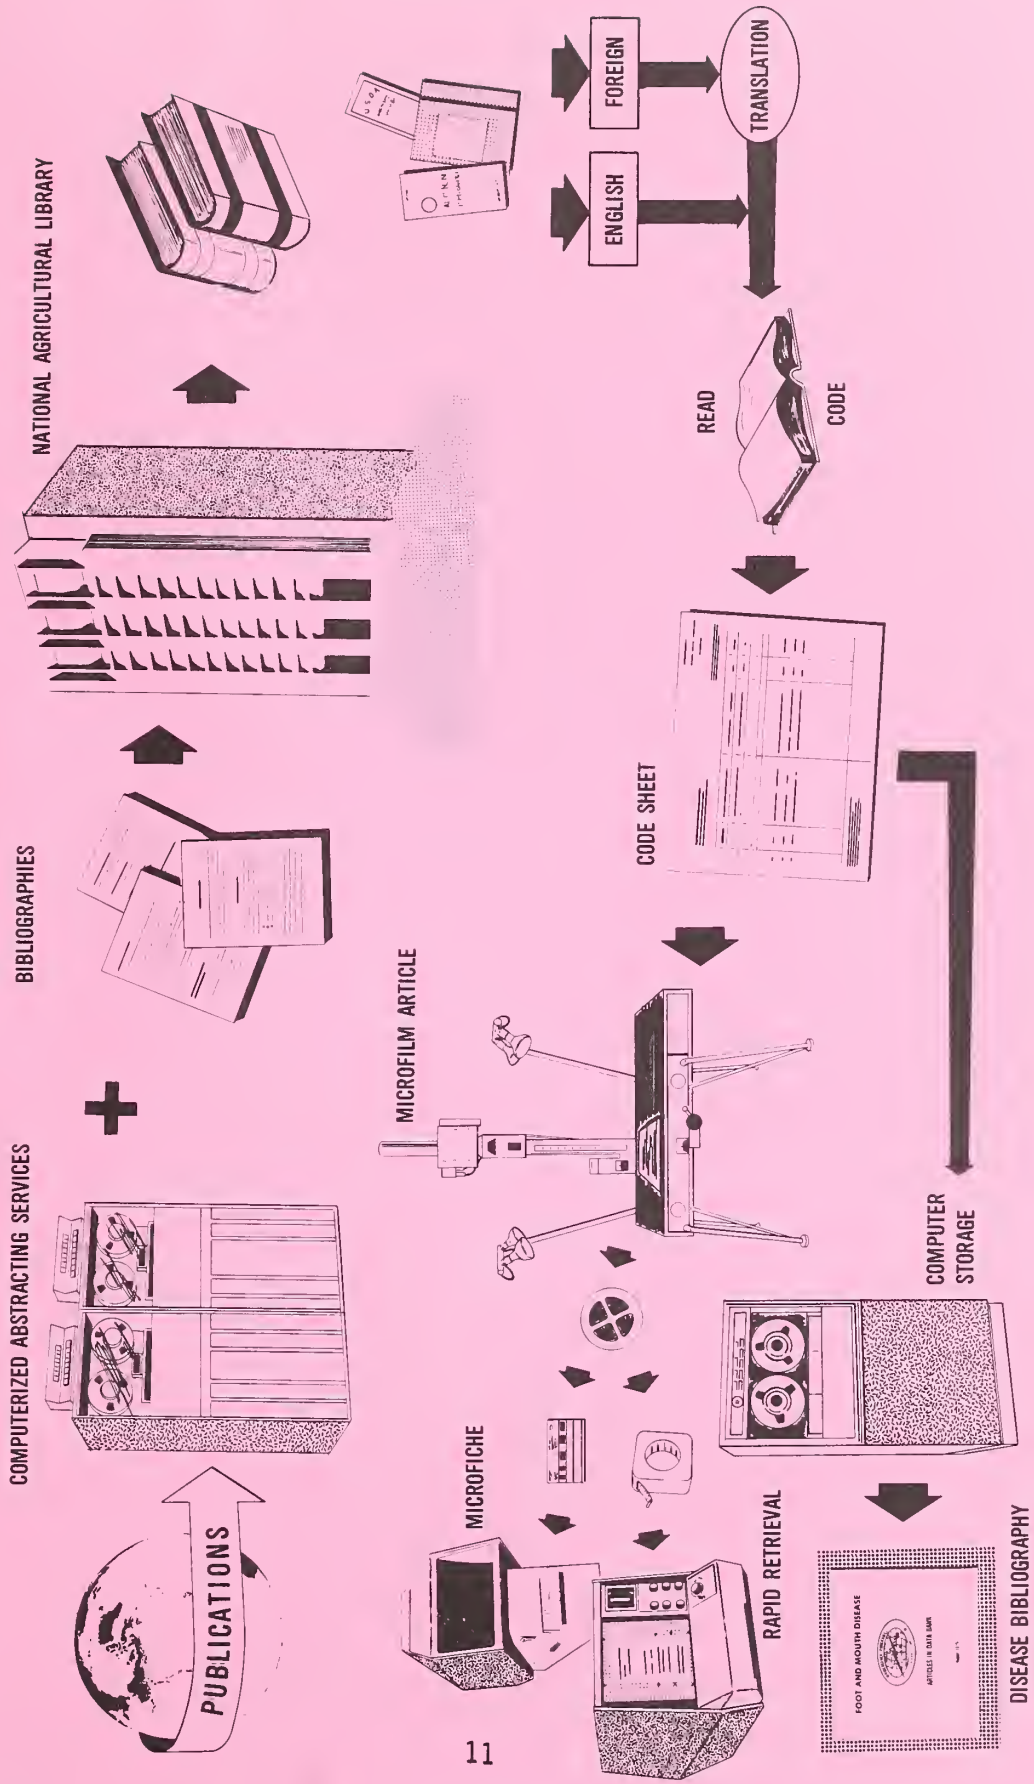 COMPUTERIZED ABSTRACTING SERVICES
BIBLIOGRAPHIES
NATIONAL AGRICULTURAL LIBRARY
PUBLICATIONS
+
ENGLISH
FOREIGN
TRANSLATION
READ
CODE
CODE SHEET
MICROFILM ARTICLE
MICROFICHE
RAPID RETRIEVAL
COMPUTER
STORAGE
FOOT AND MOUTH DISEASE
ARTICLES IN DATA BANK
DISEASE BIBLIOGRAPHY
11